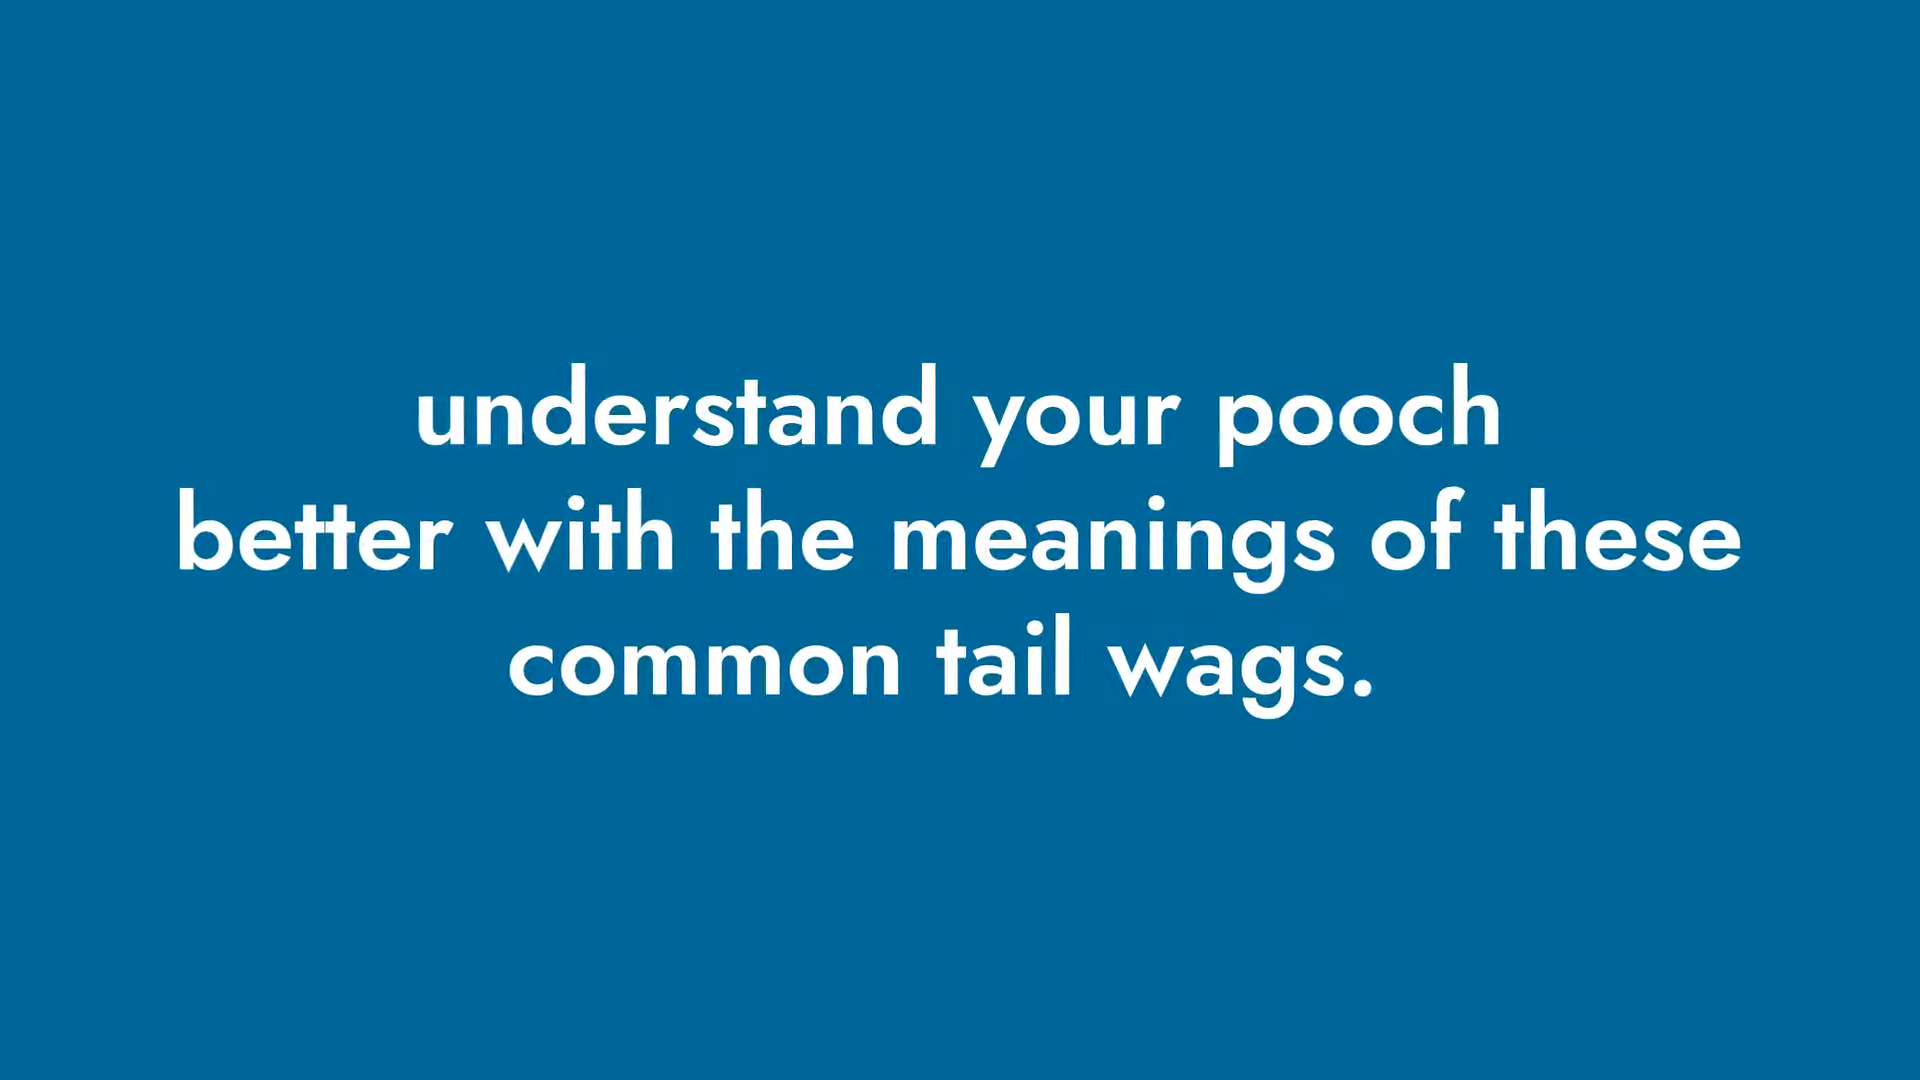 understand your pooch
better with the meanings of these
common tail wags.